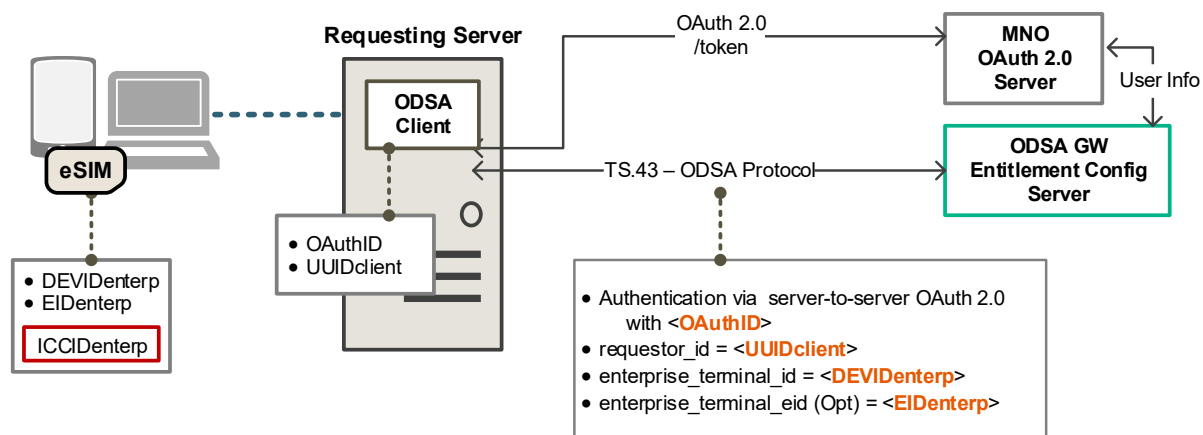 Requesting Server
ODSA
Client
eSIM
OAuth 2.0
/token
MNO
OAuth 2.0
Server
User Info
TS.43 – ODSA Protocol
ODSA GW
Entitlement Config
Server
• OAuthID
• UUIDclient
• DEVIDenterp
• EIDenterp
ICCIDenterp
• Authentication via server-to-server OAuth 2.0
with <OAuthID>
• requestor_id = <UUIDclient>
• enterprise_terminal_id = <DEVIDenterp>
• enterprise_terminal_eid (Opt) = <EIDenterp>